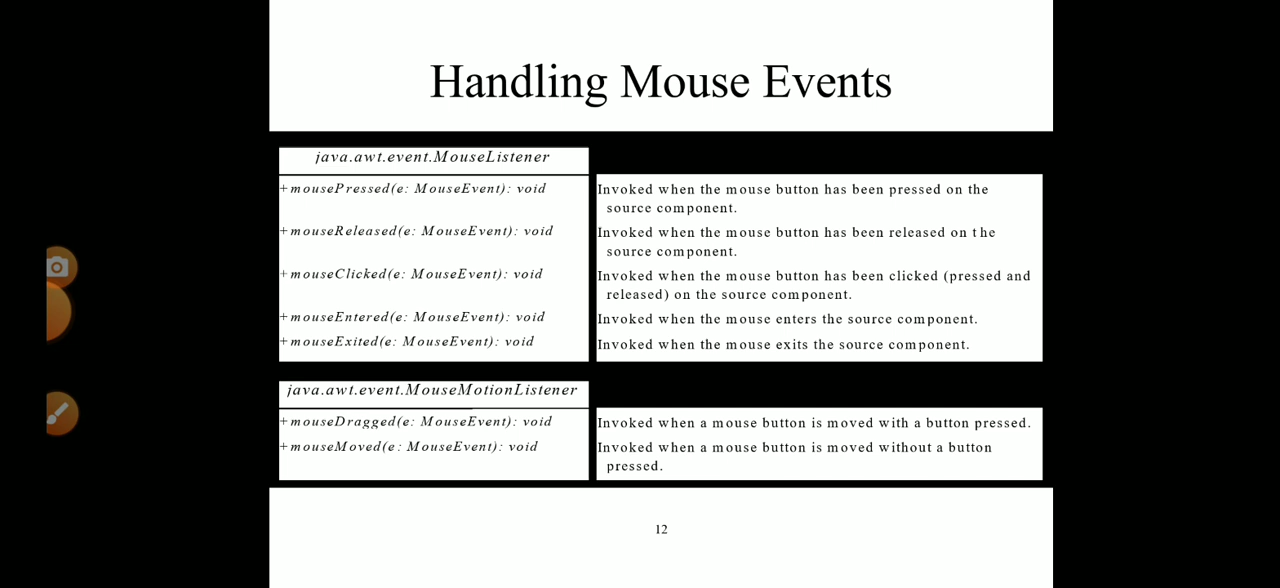 Handling Mouse Events
java.awt.event.MouseListener
+mousePressed(e: MouseEvent): void
Invoked when the mouse button has been pressed on the
source component.
+mouseReleased(e: MouseEvent): void
Invoked when the mouse button has been released on the
source component.
+mouseClicked(e: MouseEvent): void
Invoked when the mouse button has been clicked (pressed and
released) on the source component.
+mouseEntered(e: MouseEvent): void
Invoked when the mouse enters the source component.
+mouseExited(e: MouseEvent): void
Invoked when the mouse exits the source component.
java.awt.event.MouseMotionListener
+mouseDragged(e: MouseEvent): void
Invoked when a mouse button is moved with a button pressed.
+mouseMoved(e: MouseEvent): void
Invoked when a mouse button is moved without a button
pressed.
12